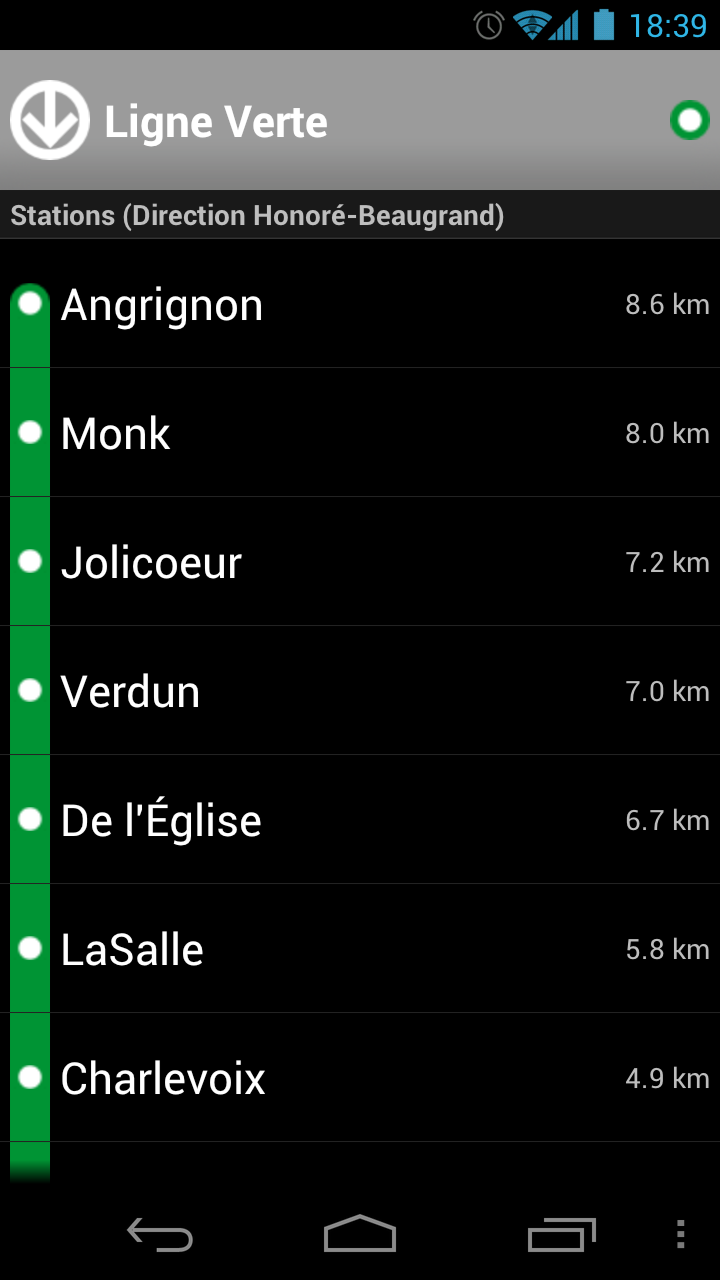 18:39
Ligne Verte
Stations (Direction Honoré-Beaugrand)
Angrignon 8.6 km
Monk 8.0 km
Jolicoeur 7.2 km
Verdun 7.0 km
De l'Église 6.7 km
LaSalle 5.8 km
Charlevoix 4.9 km